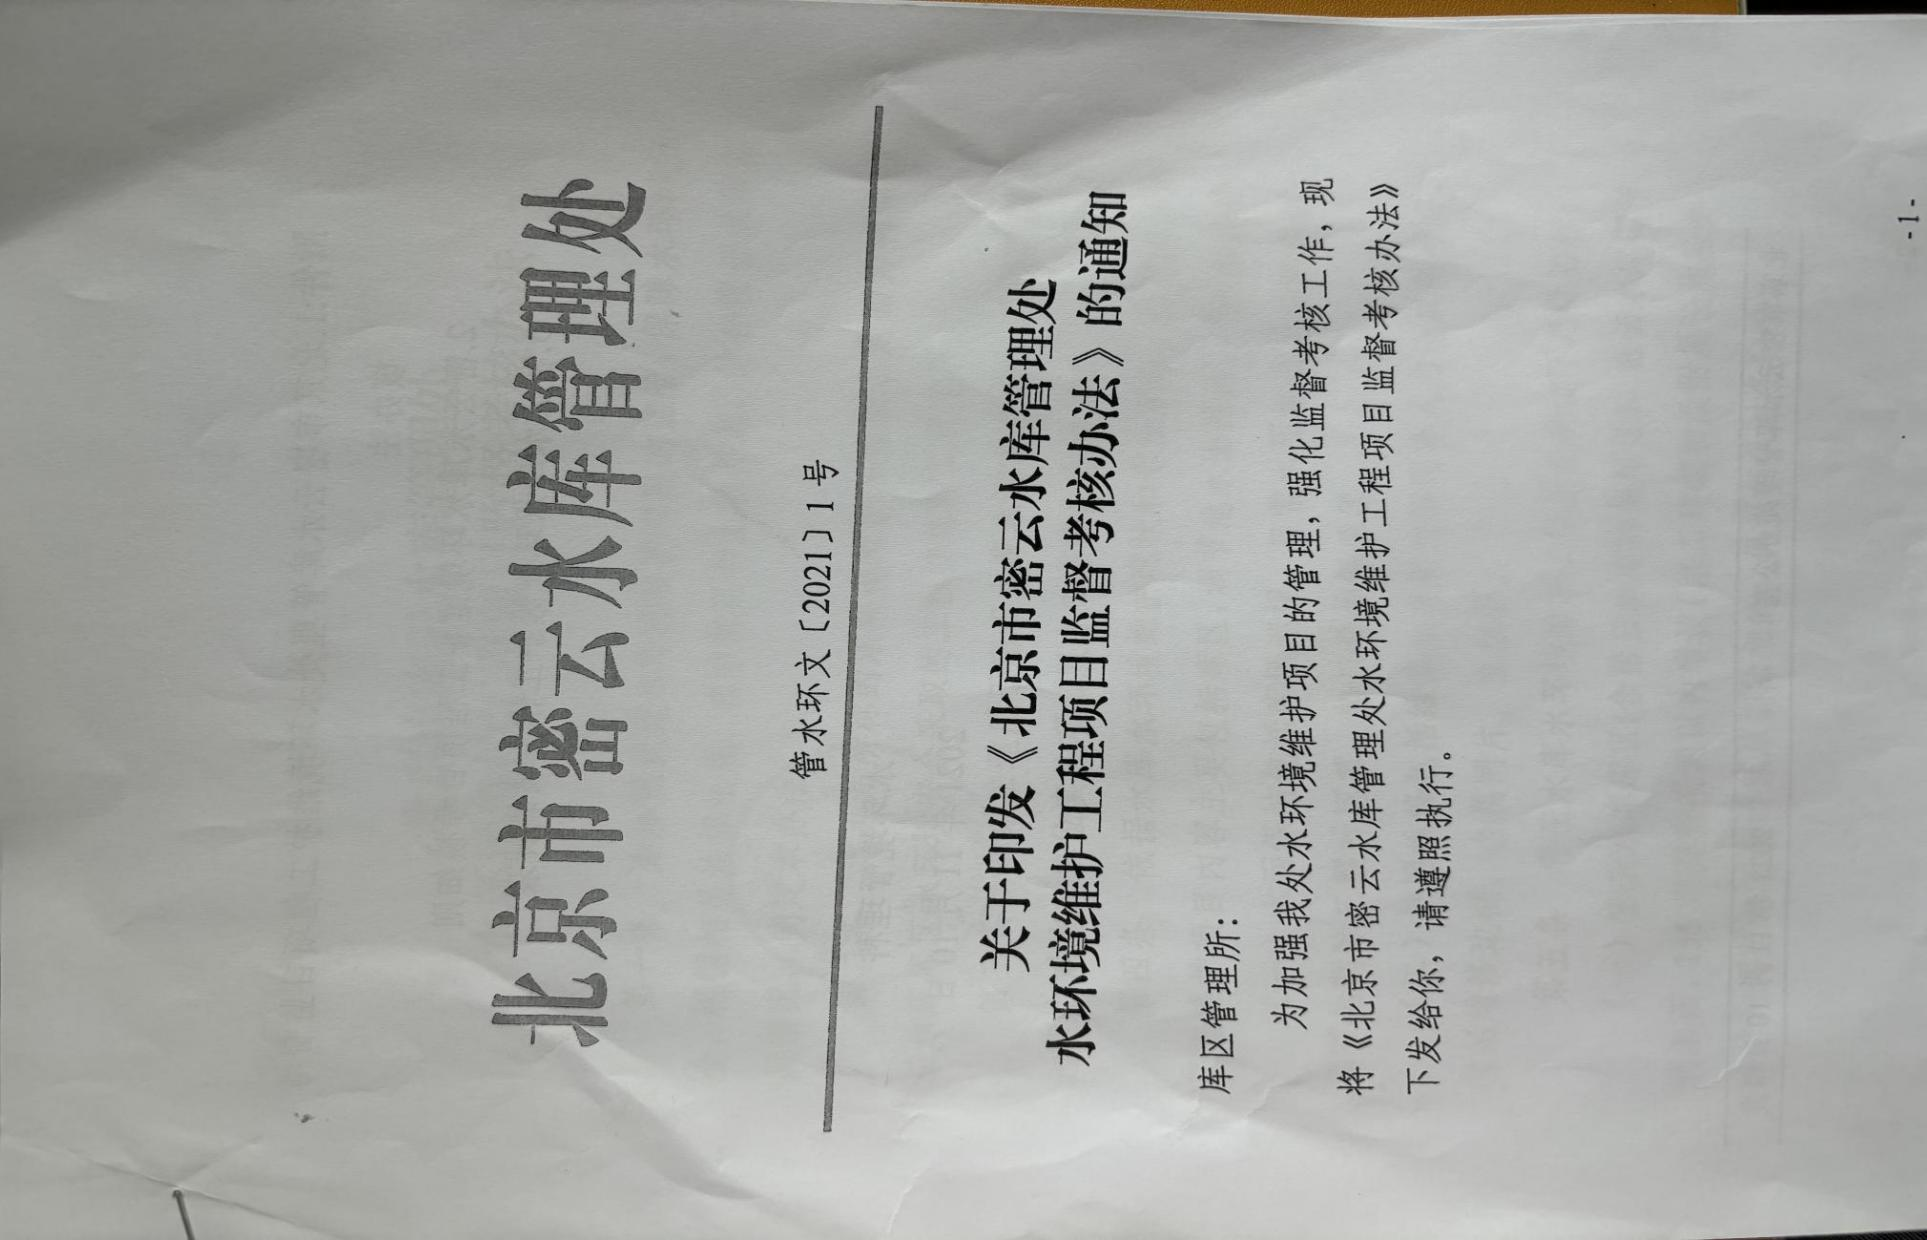 北京市密云水库管理处
管水环文〔2021〕1号
关于印发《北京市密云水库管理处
水环境维护工程项目监督考核办法》的通知
库区管理所：
为加强我处水环境维护项目的管理，强化监督考核工作，现
将《北京市密云水库管理处水环境维护工程项目监督考核办法》
下发给你，请遵照执行。
-1-